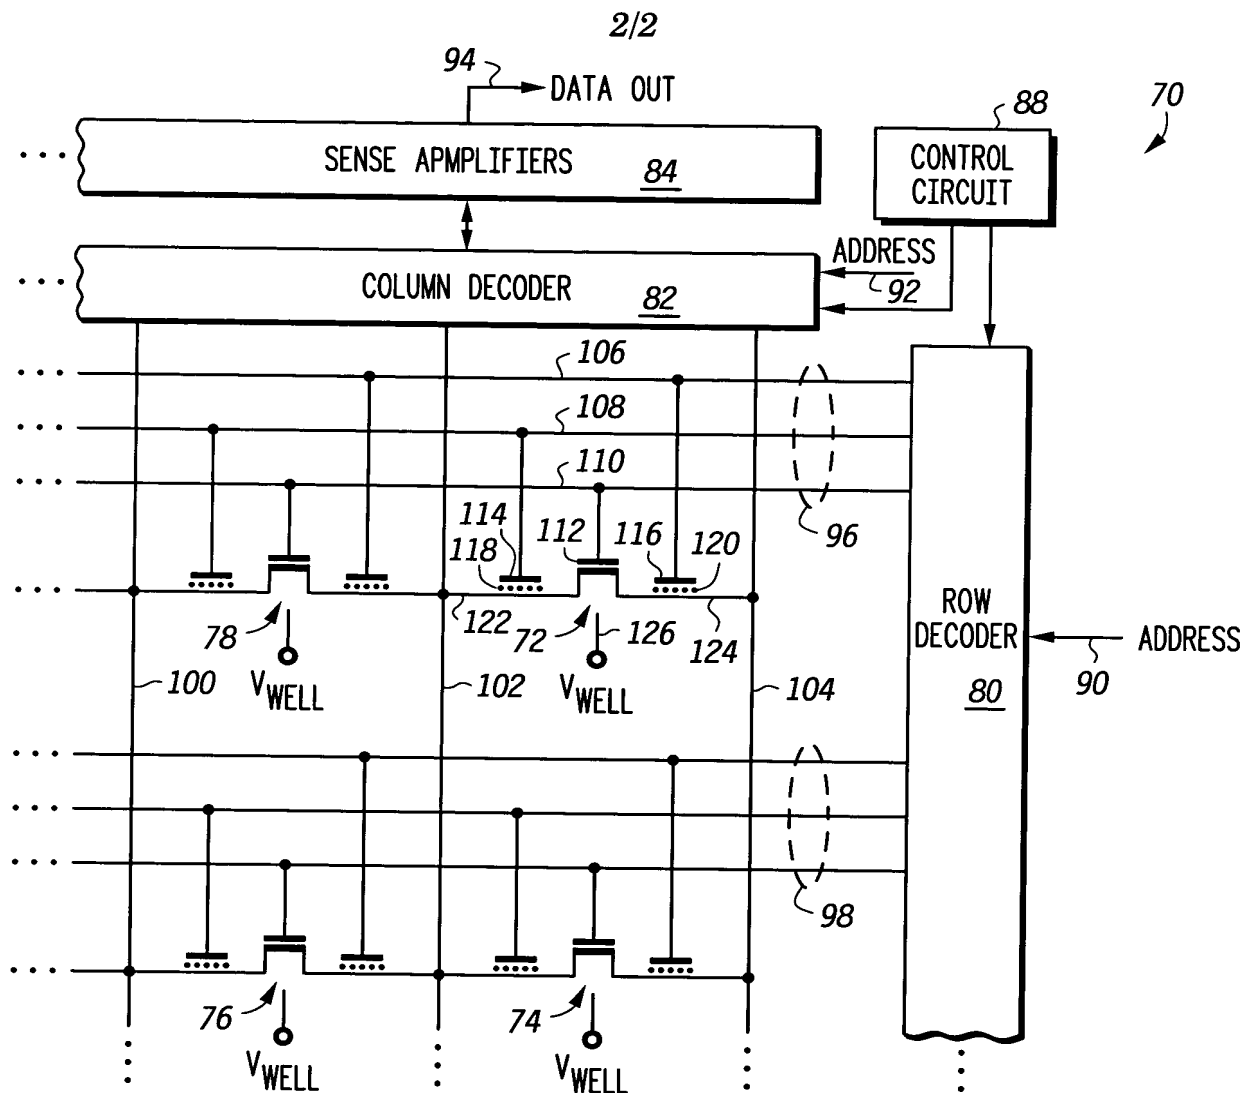 2/2
94
DATA OUT
88
70
SENSE APMPLIFIERS 84
CONTROL
CIRCUIT
ADDRESS
92
COLUMN DECODER 82
106
108
110
96
114
112
116
120
118
122
72
126
124
78
VWELL
VWELL
100
102
104
ROW
DECODER
80
ADDRESS
90
98
76
74
VWELL
VWELL